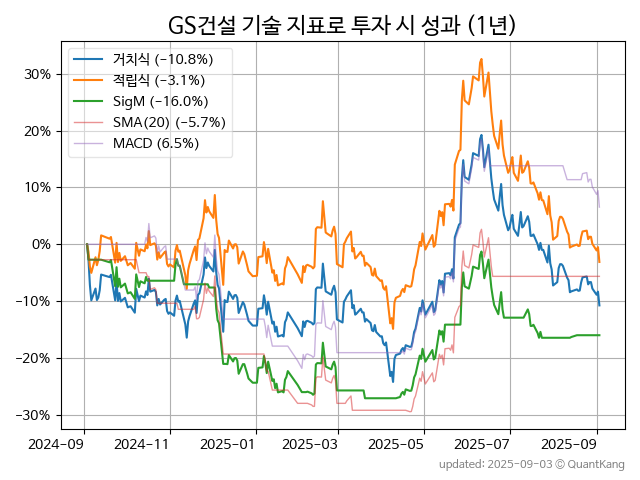 GS건설 기술 지표로 투자 시 성과 (1년)
거치식 (−10.8%)
적립식 (−3.1%)
SigM (−16.0%)
SMA(20) (−5.7%)
MACD (6.5%)
30%
20%
10%
0%
−10%
−20%
−30%
2024-09 2024-11 2025-01 2025-03 2025-05 2025-07 2025-09
updated: 2025-09-03 © QuantKang